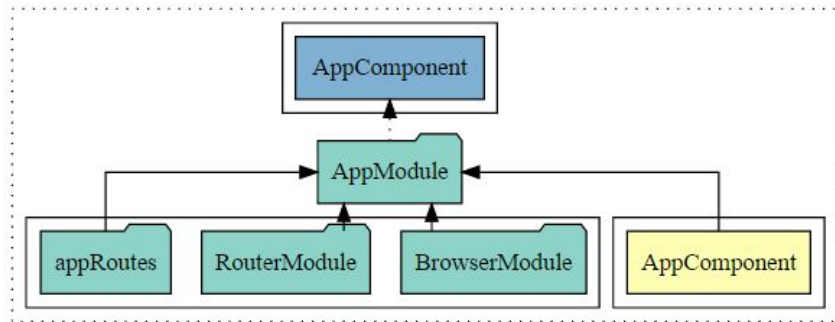 AppComponent
AppModule
appRoutes
RouterModule
BrowserModule
AppComponent